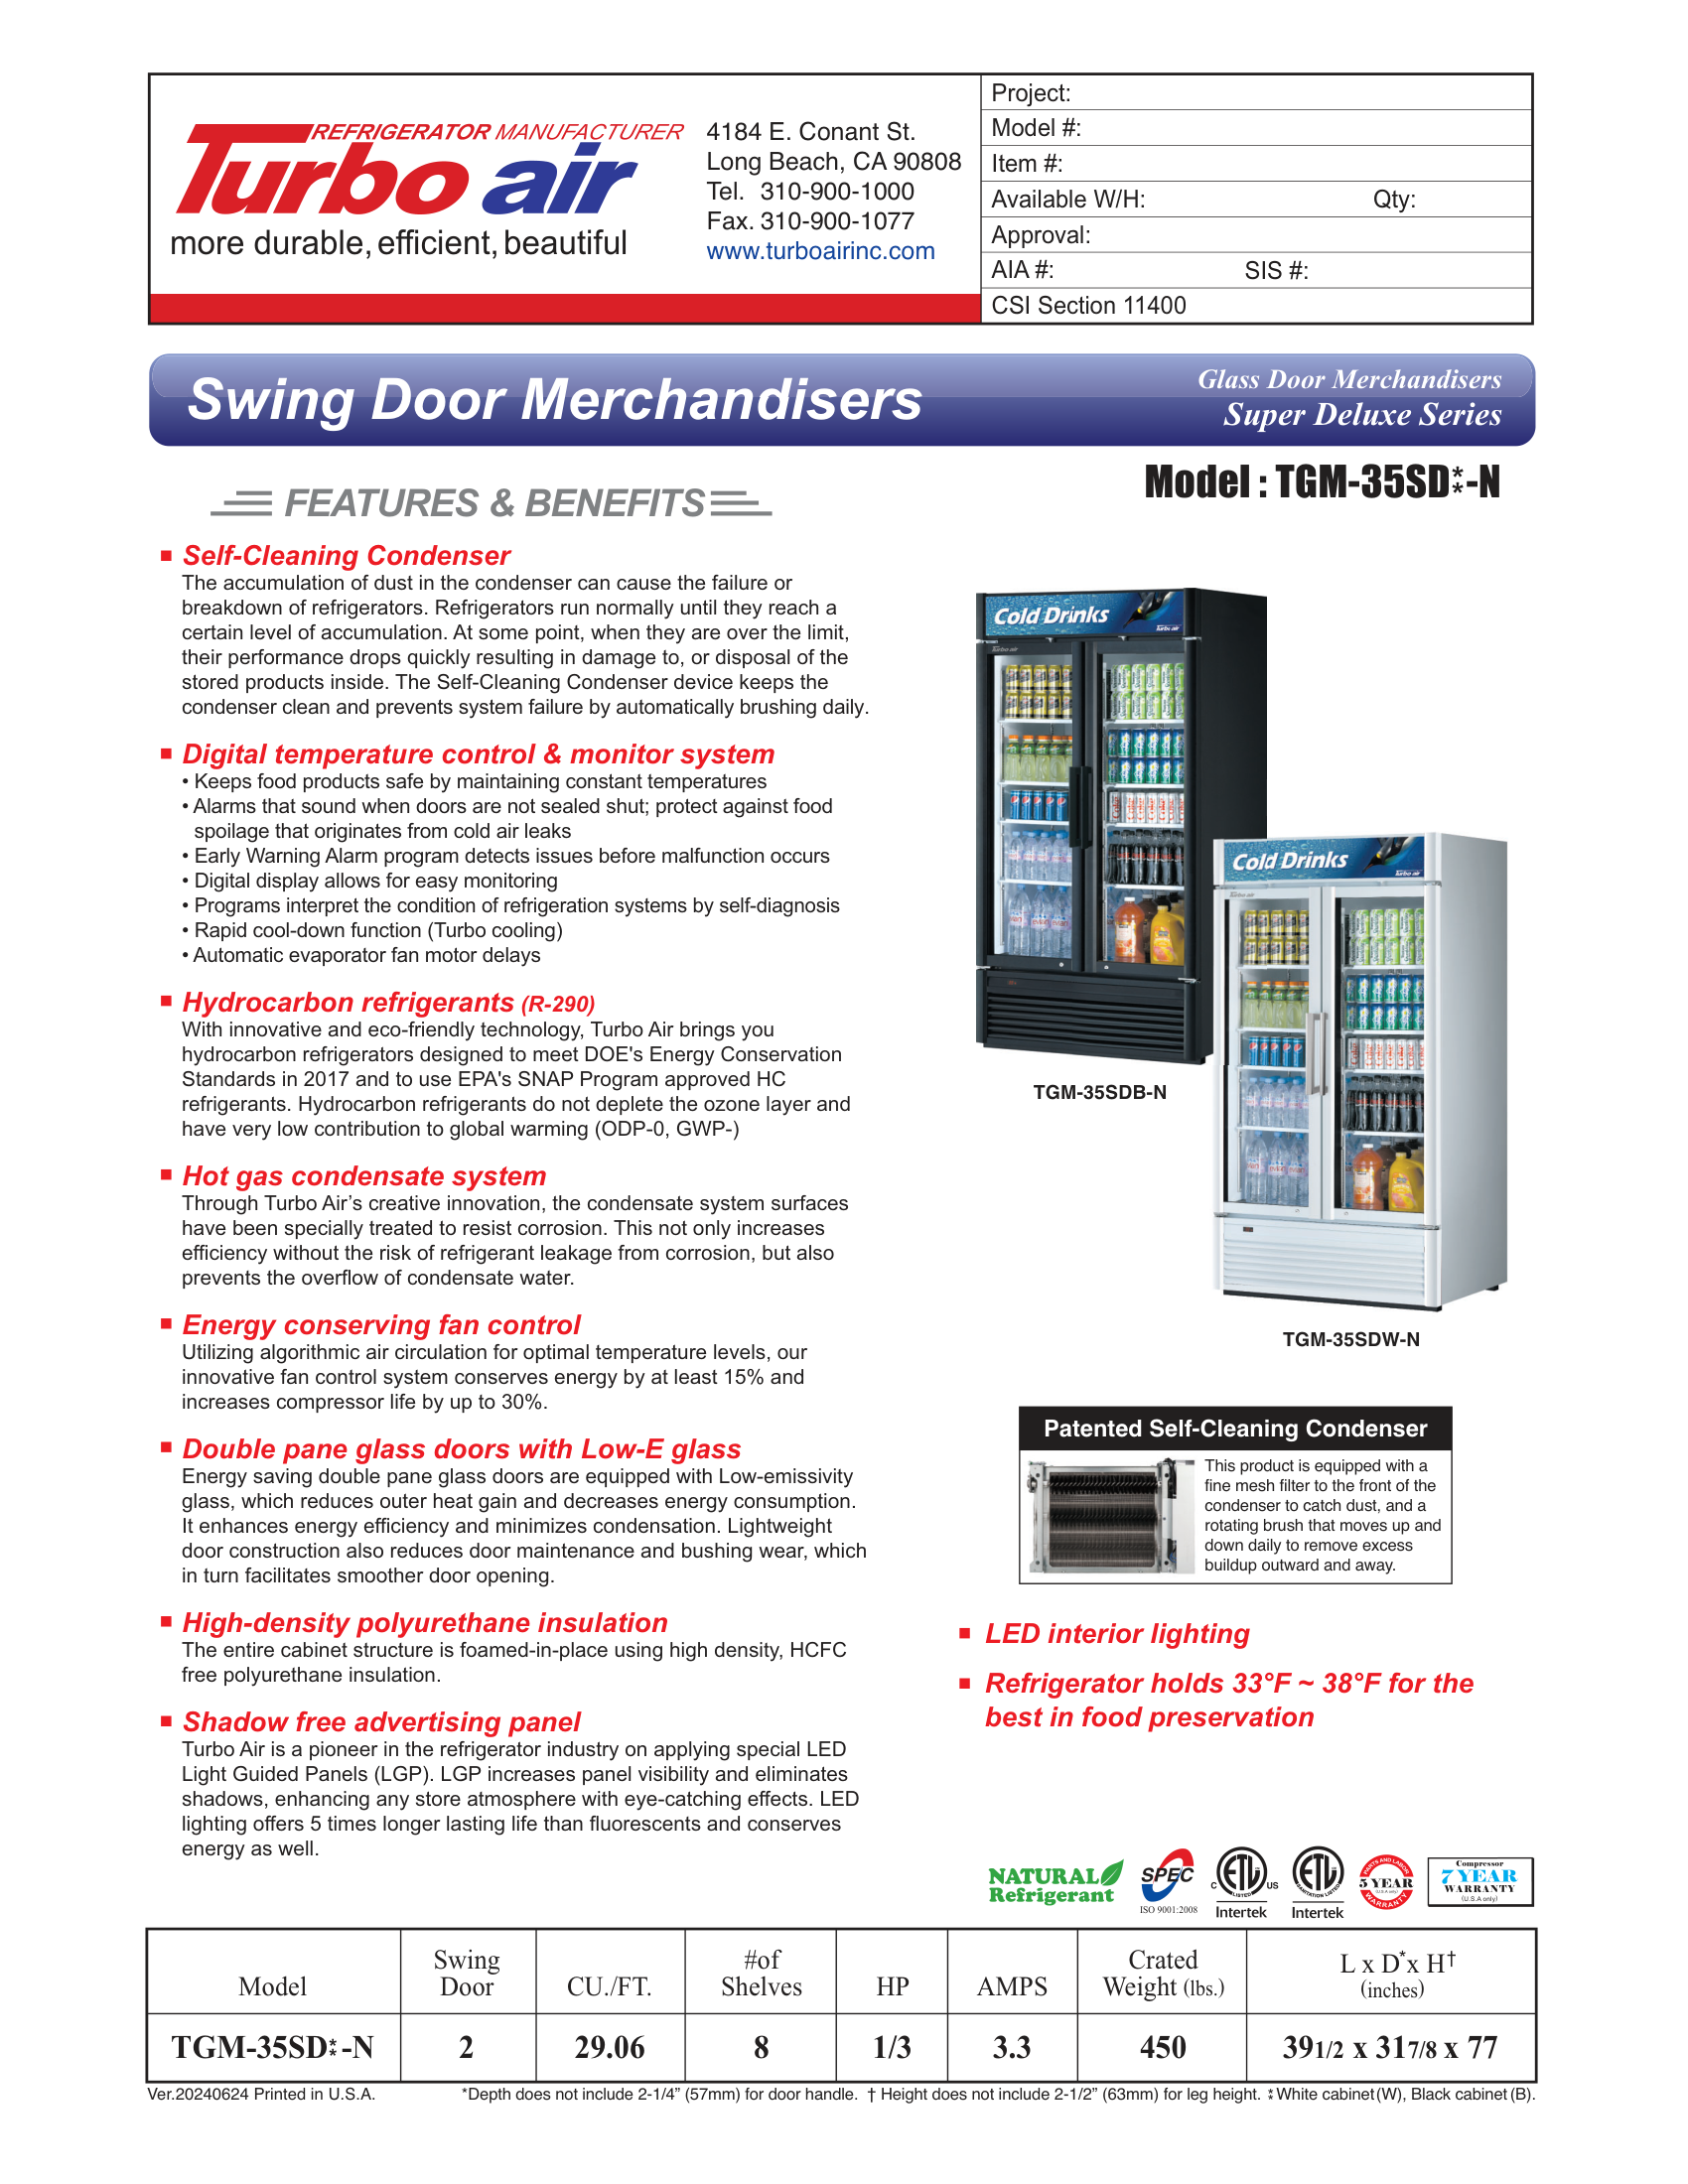 REFRIGERATOR MANUFACTURER
Turbo air
more durable, efficient, beautiful
4184 E. Conant St.
Long Beach, CA 90808
Tel. 310-900-1000
Fax. 310-900-1077
www.turboairinc.com
Project:
Model #:
Item #:
Available W/H: Qty:
Approval:
AIA #: SIS #:
CSI Section 11400
Swing Door Merchandisers
Glass Door Merchandisers
Super Deluxe Series
Model : TGM-35SD⁑-N
FEATURES & BENEFITS
Self-Cleaning Condenser
The accumulation of dust in the condenser can cause the failure or
breakdown of refrigerators. Refrigerators run normally until they reach a
certain level of accumulation. At some point, when they are over the limit,
their performance drops quickly resulting in damage to, or disposal of the
stored products inside. The Self-Cleaning Condenser device keeps the
condenser clean and prevents system failure by automatically brushing daily.
Digital temperature control & monitor system
• Keeps food products safe by maintaining constant temperatures
• Alarms that sound when doors are not sealed shut; protect against food
spoilage that originates from cold air leaks
• Early Warning Alarm program detects issues before malfunction occurs
• Digital display allows for easy monitoring
• Programs interpret the condition of refrigeration systems by self-diagnosis
• Rapid cool-down function (Turbo cooling)
• Automatic evaporator fan motor delays
Hydrocarbon refrigerants (R-290)
With innovative and eco-friendly technology, Turbo Air brings you
hydrocarbon refrigerators designed to meet DOE's Energy Conservation
Standards in 2017 and to use EPA's SNAP Program approved HC
refrigerants. Hydrocarbon refrigerants do not deplete the ozone layer and
have very low contribution to global warming (ODP-0, GWP-)
Hot gas condensate system
Through Turbo Air’s creative innovation, the condensate system surfaces
have been specially treated to resist corrosion. This not only increases
efficiency without the risk of refrigerant leakage from corrosion, but also
prevents the overflow of condensate water.
Energy conserving fan control
Utilizing algorithmic air circulation for optimal temperature levels, our
innovative fan control system conserves energy by at least 15% and
increases compressor life by up to 30%.
Double pane glass doors with Low-E glass
Energy saving double pane glass doors are equipped with Low-emissivity
glass, which reduces outer heat gain and decreases energy consumption.
It enhances energy efficiency and minimizes condensation. Lightweight
door construction also reduces door maintenance and bushing wear, which
in turn facilitates smoother door opening.
High-density polyurethane insulation
The entire cabinet structure is foamed-in-place using high density, HCFC
free polyurethane insulation.
Shadow free advertising panel
Turbo Air is a pioneer in the refrigerator industry on applying special LED
Light Guided Panels (LGP). LGP increases panel visibility and eliminates
shadows, enhancing any store atmosphere with eye-catching effects. LED
lighting offers 5 times longer lasting life than fluorescents and conserves
energy as well.
Cold Drinks
Turbo air
Turbo air
TGM-35SDB-N
Cold Drinks
Turbo air
Turbo air
TGM-35SDW-N
Patented Self-Cleaning Condenser
This product is equipped with a
fine mesh filter to the front of the
condenser to catch dust, and a
rotating brush that moves up and
down daily to remove excess
buildup outward and away.
LED interior lighting
Refrigerator holds 33°F ~ 38°F for the
best in food preservation
NATURAL
Refrigerant
SPEC
ISO 9001:2008
C ETL US
LISTED
Intertek
ETL
SANITATION LISTED
Intertek
PARTS AND LABOR
5 YEAR
(U.S.A only)
WARRANTY
Compressor
7 YEAR
WARRANTY
(U.S.A only)
Model Swing Door CU./FT. #of Shelves HP AMPS Crated Weight (lbs.) L x D* x H† (inches)
TGM-35SD⁑-N 2 29.06 8 1/3 3.3 450 39 1/2 x 31 7/8 x 77
Ver.20240624 Printed in U.S.A. *Depth does not include 2-1/4” (57mm) for door handle. † Height does not include 2-1/2” (63mm) for leg height. ⁑ White cabinet (W), Black cabinet (B).